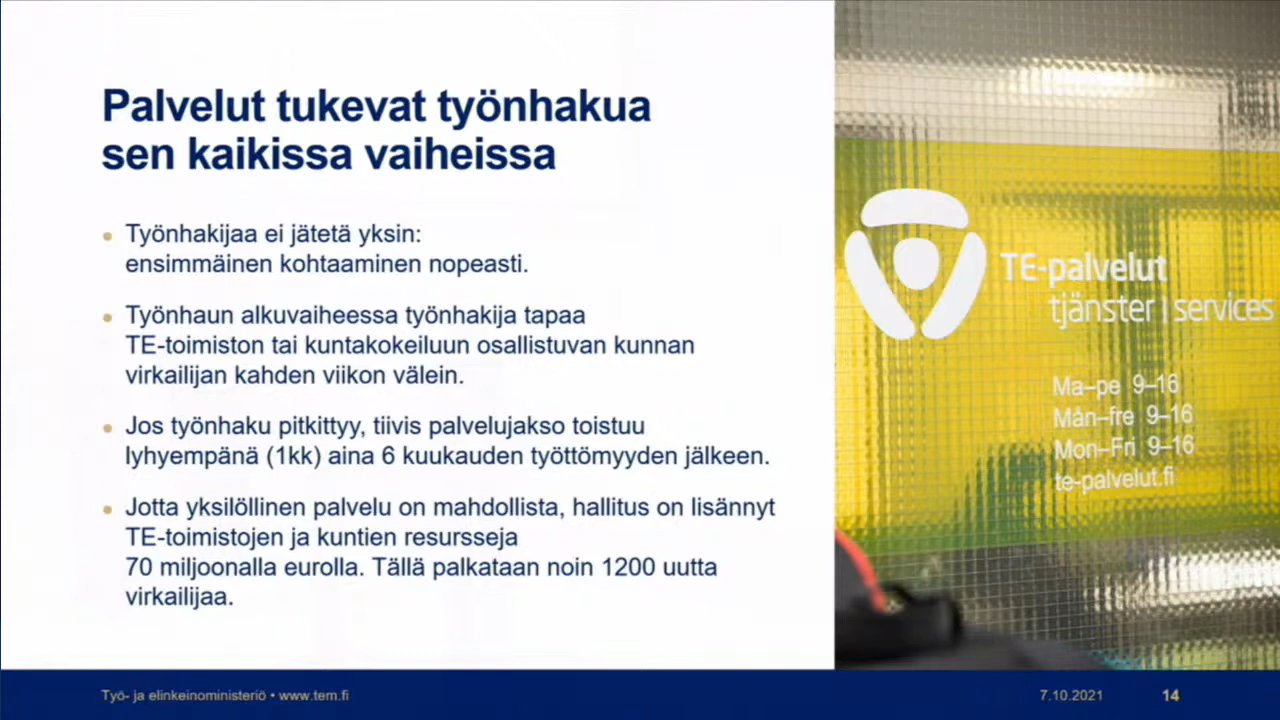 Palvelut tukevat työnhakua
sen kaikissa vaiheissa
• Työnhakijaa ei jätetä yksin:
ensimmäinen kohtaaminen nopeasti.
• Työnhaun alkuvaiheessa työnhakija tapaa
TE-toimiston tai kuntakokeiluun osallistuvan kunnan
virkailijan kahden viikon välein.
• Jos työnhaku pitkittyy, tiivis palvelujakso toistuu
lyhyempänä (1kk) aina 6 kuukauden työttömyyden jälkeen.
• Jotta yksilöllinen palvelu on mahdollista, hallitus on lisännyt
TE-toimistojen ja kuntien resursseja
70 miljoonalla eurolla. Tällä palkataan noin 1200 uutta
virkailijaa.
TE-palvelut
tjänster | services
Ma–pe 9–16
Mån–fre 9–16
Mon–Fri 9–16
te-palvelut.fi
Työ- ja elinkeinoministeriö • www.tem.fi
7.10.2021
14